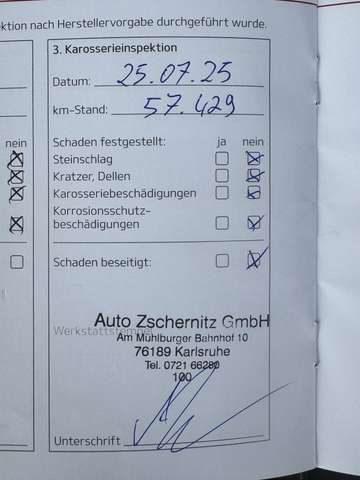 ktion nach Herstellervorgabe durchgeführt wurde.
3. Karosserieinspektion
Datum: 25.07.25
km-Stand: 57.429
nein
Schaden festgestellt: ja nein
Steinschlag
Kratzer, Dellen
Karosseriebeschädigungen
Korrosionsschutz-
beschädigungen
Schaden beseitigt:
Werkstattstempel
Auto Zschernitz GmbH
Am Mühlburger Bahnhof 10
76189 Karlsruhe
Tel. 0721 66280
100
Unterschrift